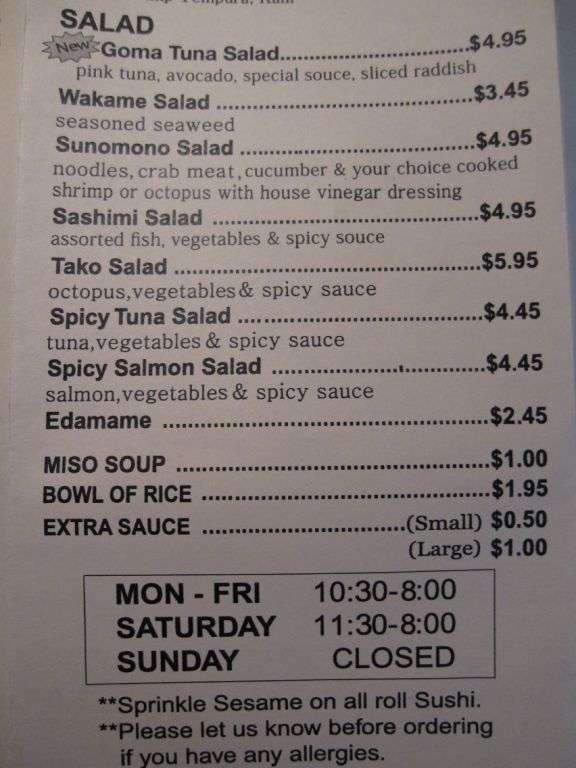 SALAD
New Goma Tuna Salad..............................$4.95
pink tuna, avocado, special souce, sliced raddish
Wakame Salad ........................................$3.45
seasoned seaweed
Sunomono Salad ....................................$4.95
noodles, crab meat, cucumber & your choice cooked
shrimp or octopus with house vinegar dressing
Sashimi Salad ........................................$4.95
assorted fish, vegetables & spicy souce
Tako Salad ..............................................$5.95
octopus,vegetables & spicy sauce
Spicy Tuna Salad .....................................$4.45
tuna,vegetables & spicy sauce
Spicy Salmon Salad ................................$4.45
salmon,vegetables & spicy sauce
Edamame ................................................$2.45
MISO SOUP ..............................................$1.00
BOWL OF RICE .........................................$1.95
EXTRA SAUCE .............................(Small) $0.50
(Large) $1.00
MON - FRI 10:30-8:00
SATURDAY 11:30-8:00
SUNDAY CLOSED
**Sprinkle Sesame on all roll Sushi.
**Please let us know before ordering
if you have any allergies.